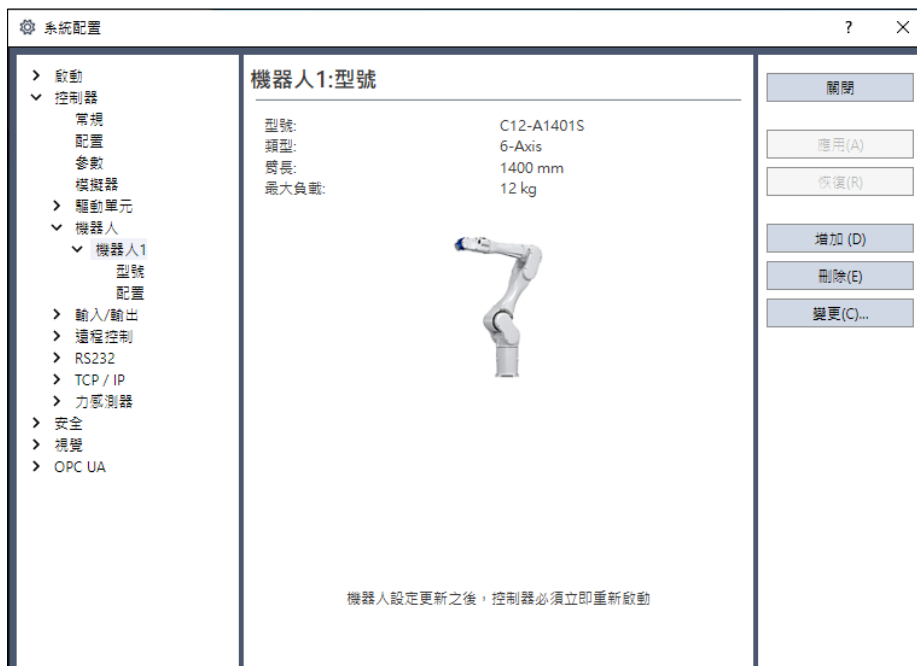 系統配置
?
啟動
控制器
常規
配置
參數
模擬器
驅動單元
機器人
機器人1
型號
配置
輸入/輸出
遠程控制
RS232
TCP / IP
力感測器
安全
視覺
OPC UA
機器人1:型號
型號: C12-A1401S
類型: 6-Axis
臂長: 1400 mm
最大負載: 12 kg
機器人設定更新之後，控制器必須立即重新啟動
關閉
應用(A)
恢復(R)
增加 (D)
刪除(E)
變更(C)...